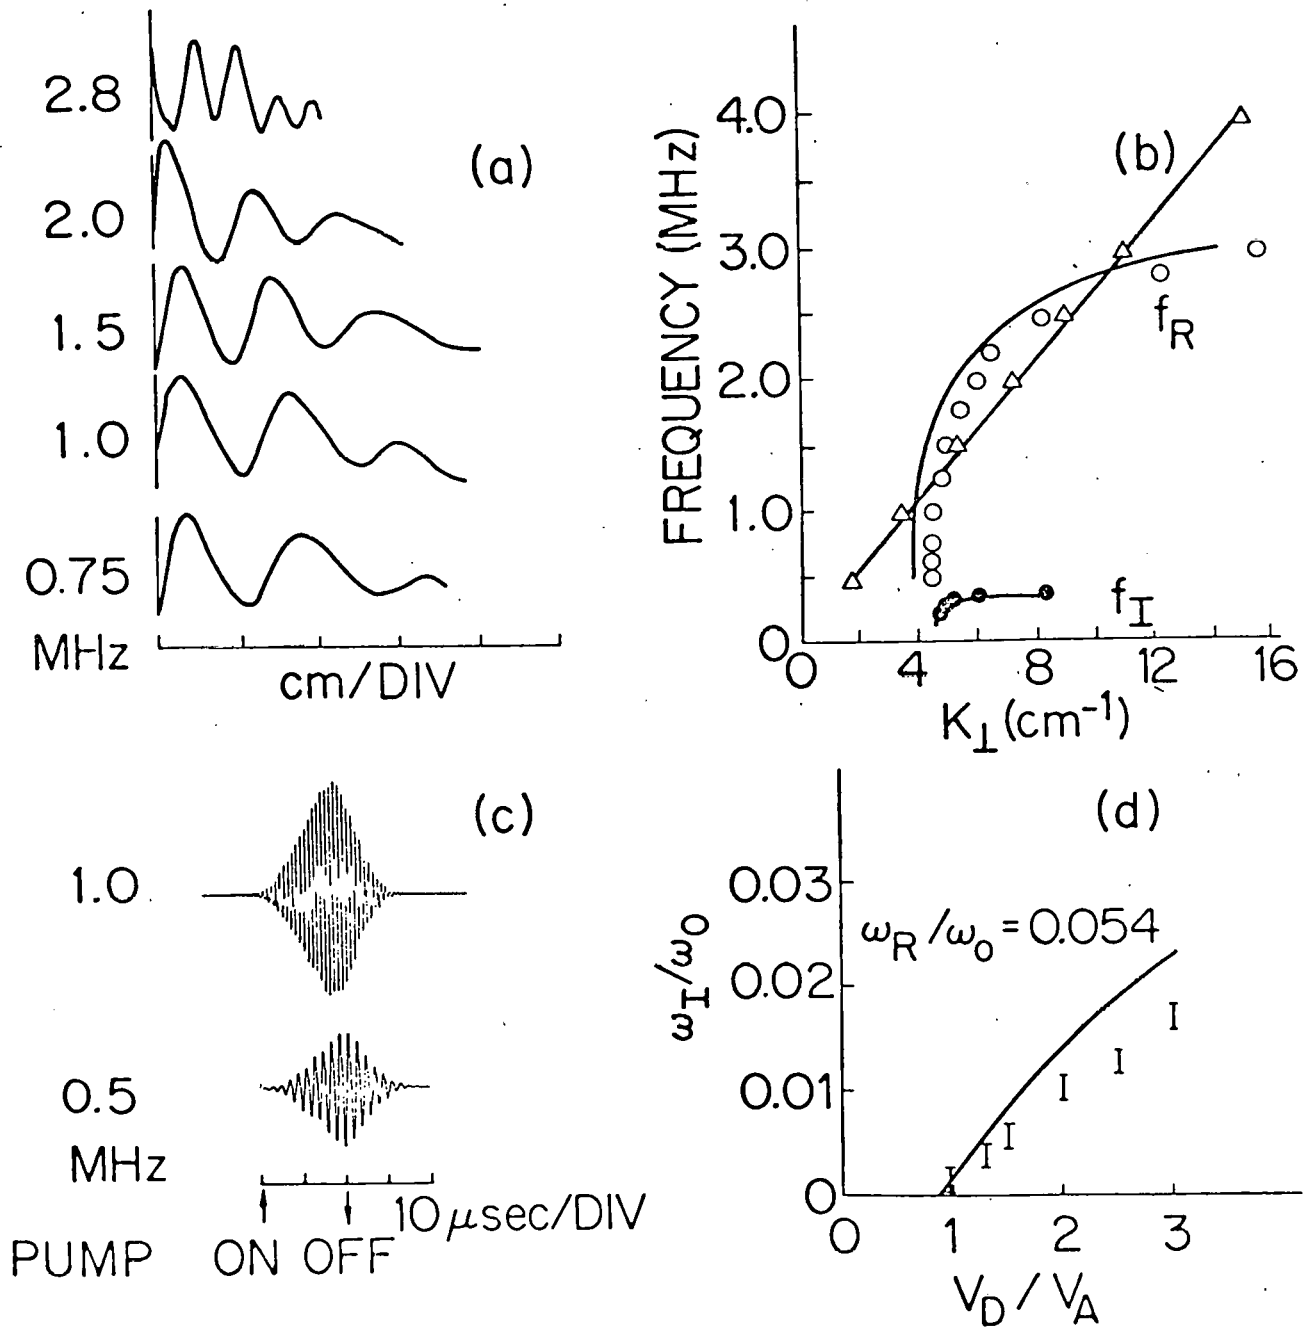 (a)
2.8
2.0
1.5
1.0
0.75
MHz
cm/DIV
(b)
FREQUENCY (MHz)
4.0
3.0
2.0
1.0
0
f_R
f_I
0 4 8 12 16
K⊥ (cm⁻¹)
(c)
1.0
0.5
MHz
10 μsec/DIV
PUMP ON OFF
(d)
ω_I/ω_0
0.03
0.02
0.01
0
ω_R/ω_0 = 0.054
0 1 2 3
V_D / V_A